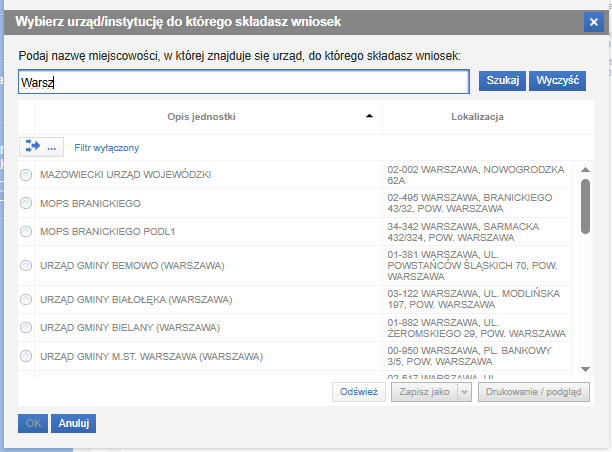 Wybierz urząd/instytucję do którego składasz wniosek
Podaj nazwę miejscowości, w której znajduje się urząd, do którego składasz wniosek:
Warsz
Szukaj
Wyczyść
Opis jednostki
Lokalizacja
...
Filtr wyłączony
MAZOWIECKI URZĄD WOJEWÓDZKI
02-002 WARSZAWA, NOWOGRODZKA
62A
MOPS BRANICKIEGO
02-495 WARSZAWA, BRANICKIEGO
43/32, POW. WARSZAWA
MOPS BRANICKIEGO PODL1
34-342 WARSZAWA, SARMACKA
432/324, POW. WARSZAWA
URZĄD GMINY BEMOWO (WARSZAWA)
01-381 WARSZAWA, UL.
POWSTAŃCÓW ŚLĄSKICH 70, POW.
WARSZAWA
URZĄD GMINY BIAŁOŁĘKA (WARSZAWA)
03-122 WARSZAWA, UL. MODLIŃSKA
197, POW. WARSZAWA
URZĄD GMINY BIELANY (WARSZAWA)
01-882 WARSZAWA, UL.
ŻEROMSKIEGO 29, POW. WARSZAWA
URZĄD GMINY M.ST. WARSZAWA (WARSZAWA)
00-950 WARSZAWA, PL. BANKOWY
3/5, POW. WARSZAWA
02-517 WARSZAWA, UL.
Odśwież
Zapisz jako
Drukowanie / podgląd
OK
Anuluj